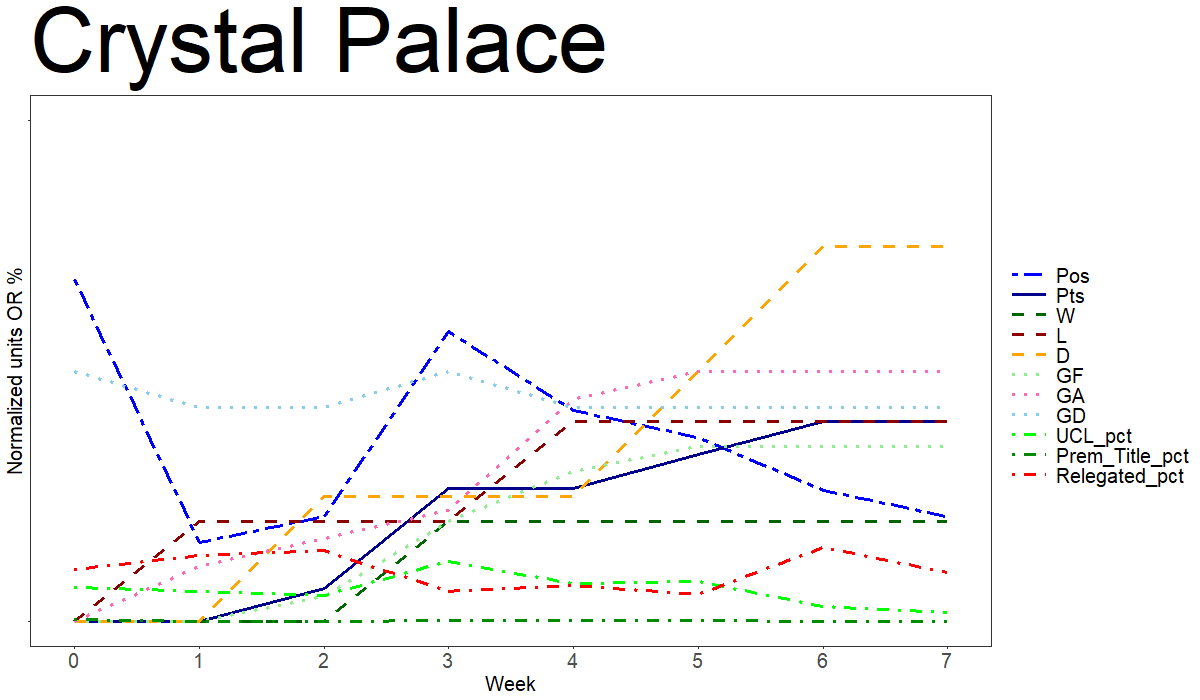 Crystal Palace
Normalized units OR %
0 1 2 3 4 5 6 7
Week
Pos
Pts
W
L
D
GF
GA
GD
UCL_pct
Prem_Title_pct
Relegated_pct